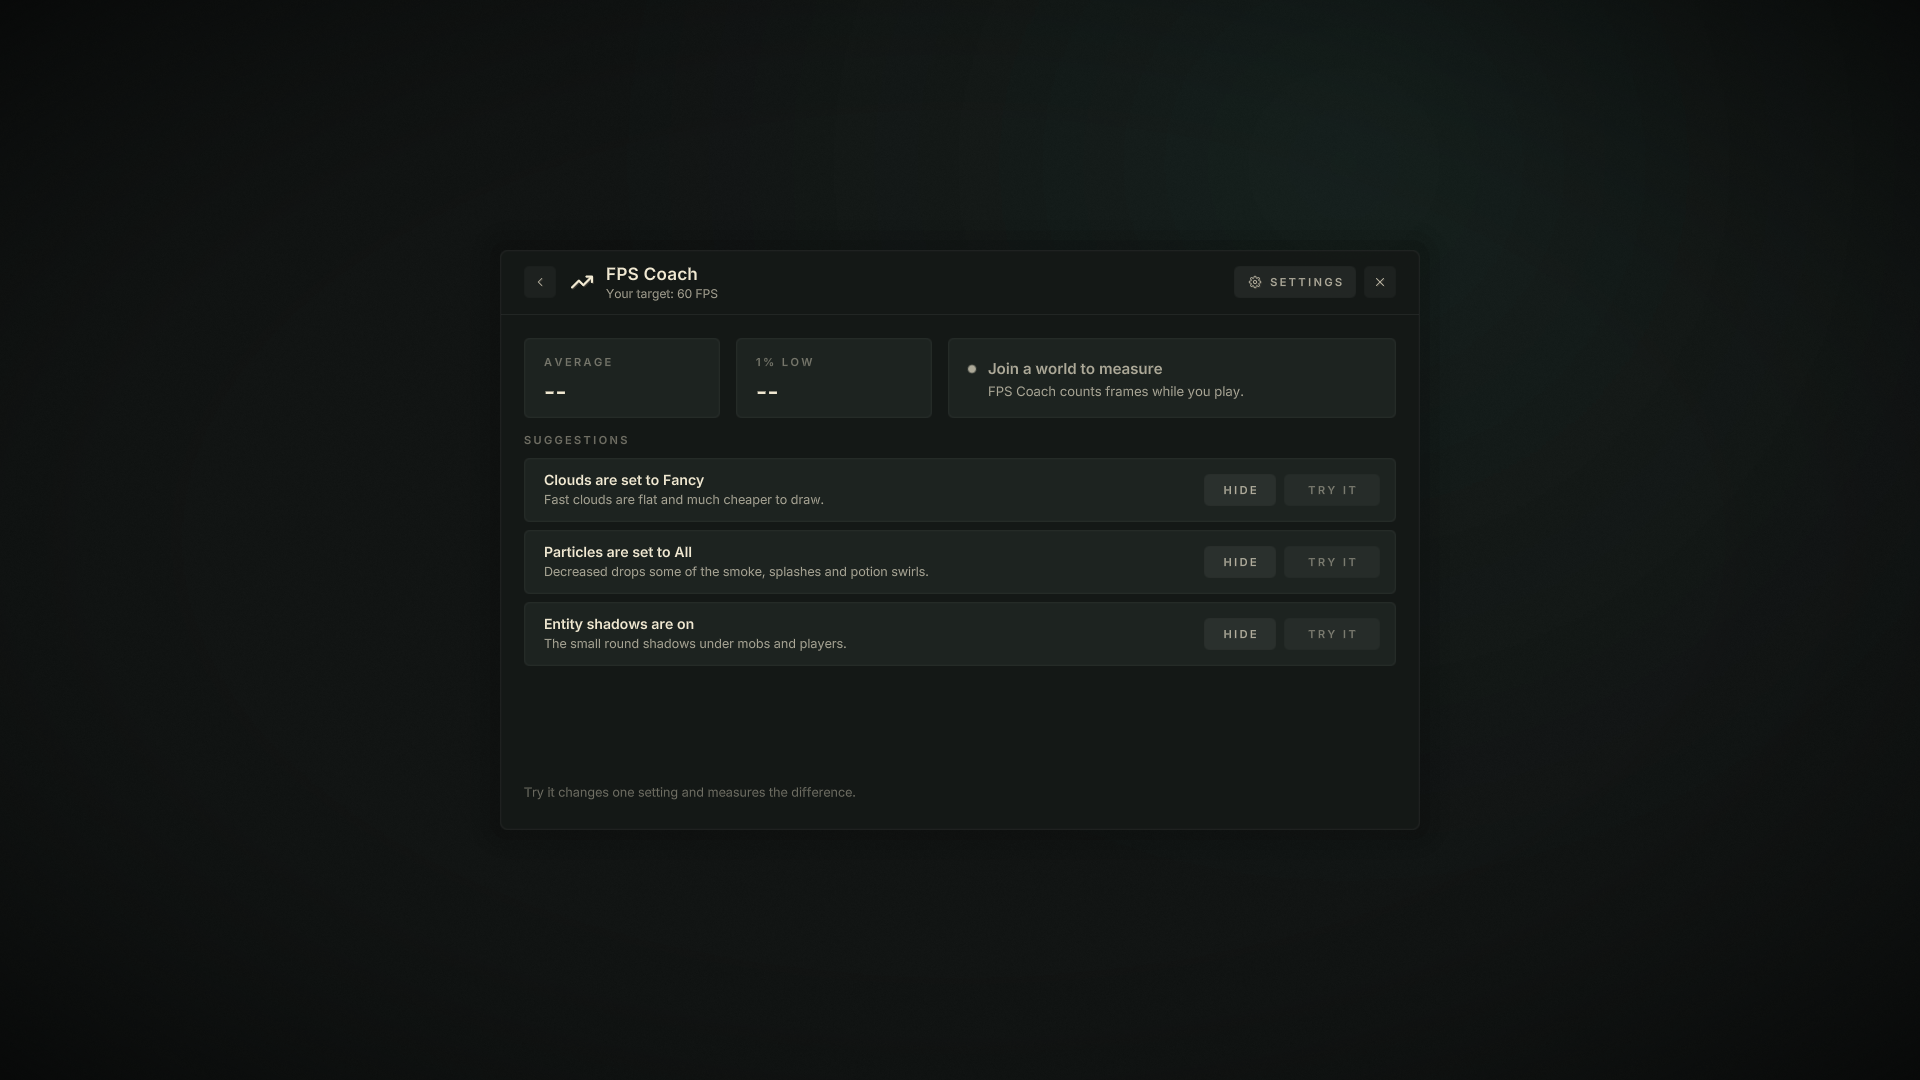 FPS Coach
Your target: 60 FPS
SETTINGS
AVERAGE
--
1% LOW
--
Join a world to measure
FPS Coach counts frames while you play.
SUGGESTIONS
Clouds are set to Fancy
Fast clouds are flat and much cheaper to draw.
HIDE
TRY IT
Particles are set to All
Decreased drops some of the smoke, splashes and potion swirls.
HIDE
TRY IT
Entity shadows are on
The small round shadows under mobs and players.
HIDE
TRY IT
Try it changes one setting and measures the difference.